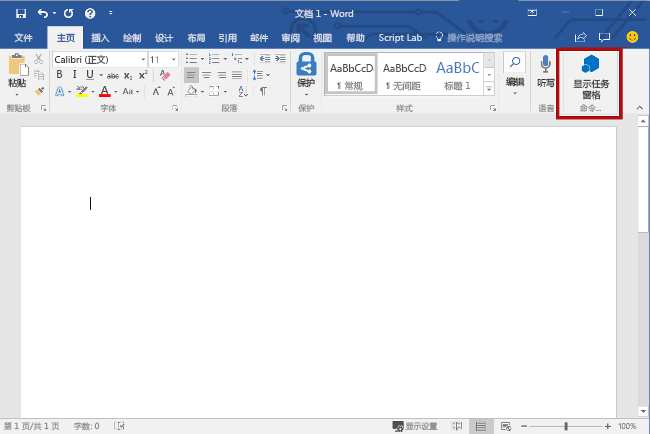 文档 1 - Word
文件 主页 插入 绘制 设计 布局 引用 邮件 审阅 视图 帮助 Script Lab 操作说明搜索
粘贴
剪贴板
Calibri (正文) 11
B I U abc x₂ x²
A aby A Aa A A
字体
段落
保护
保护
AaBbCcD AaBbCcD AaBbC
1 常规 1 无间距 标题 1
样式
编辑
听写
语音
显示任务
窗格
命令...
第 1 页/共 1 页 字数: 0 显示设置 100%